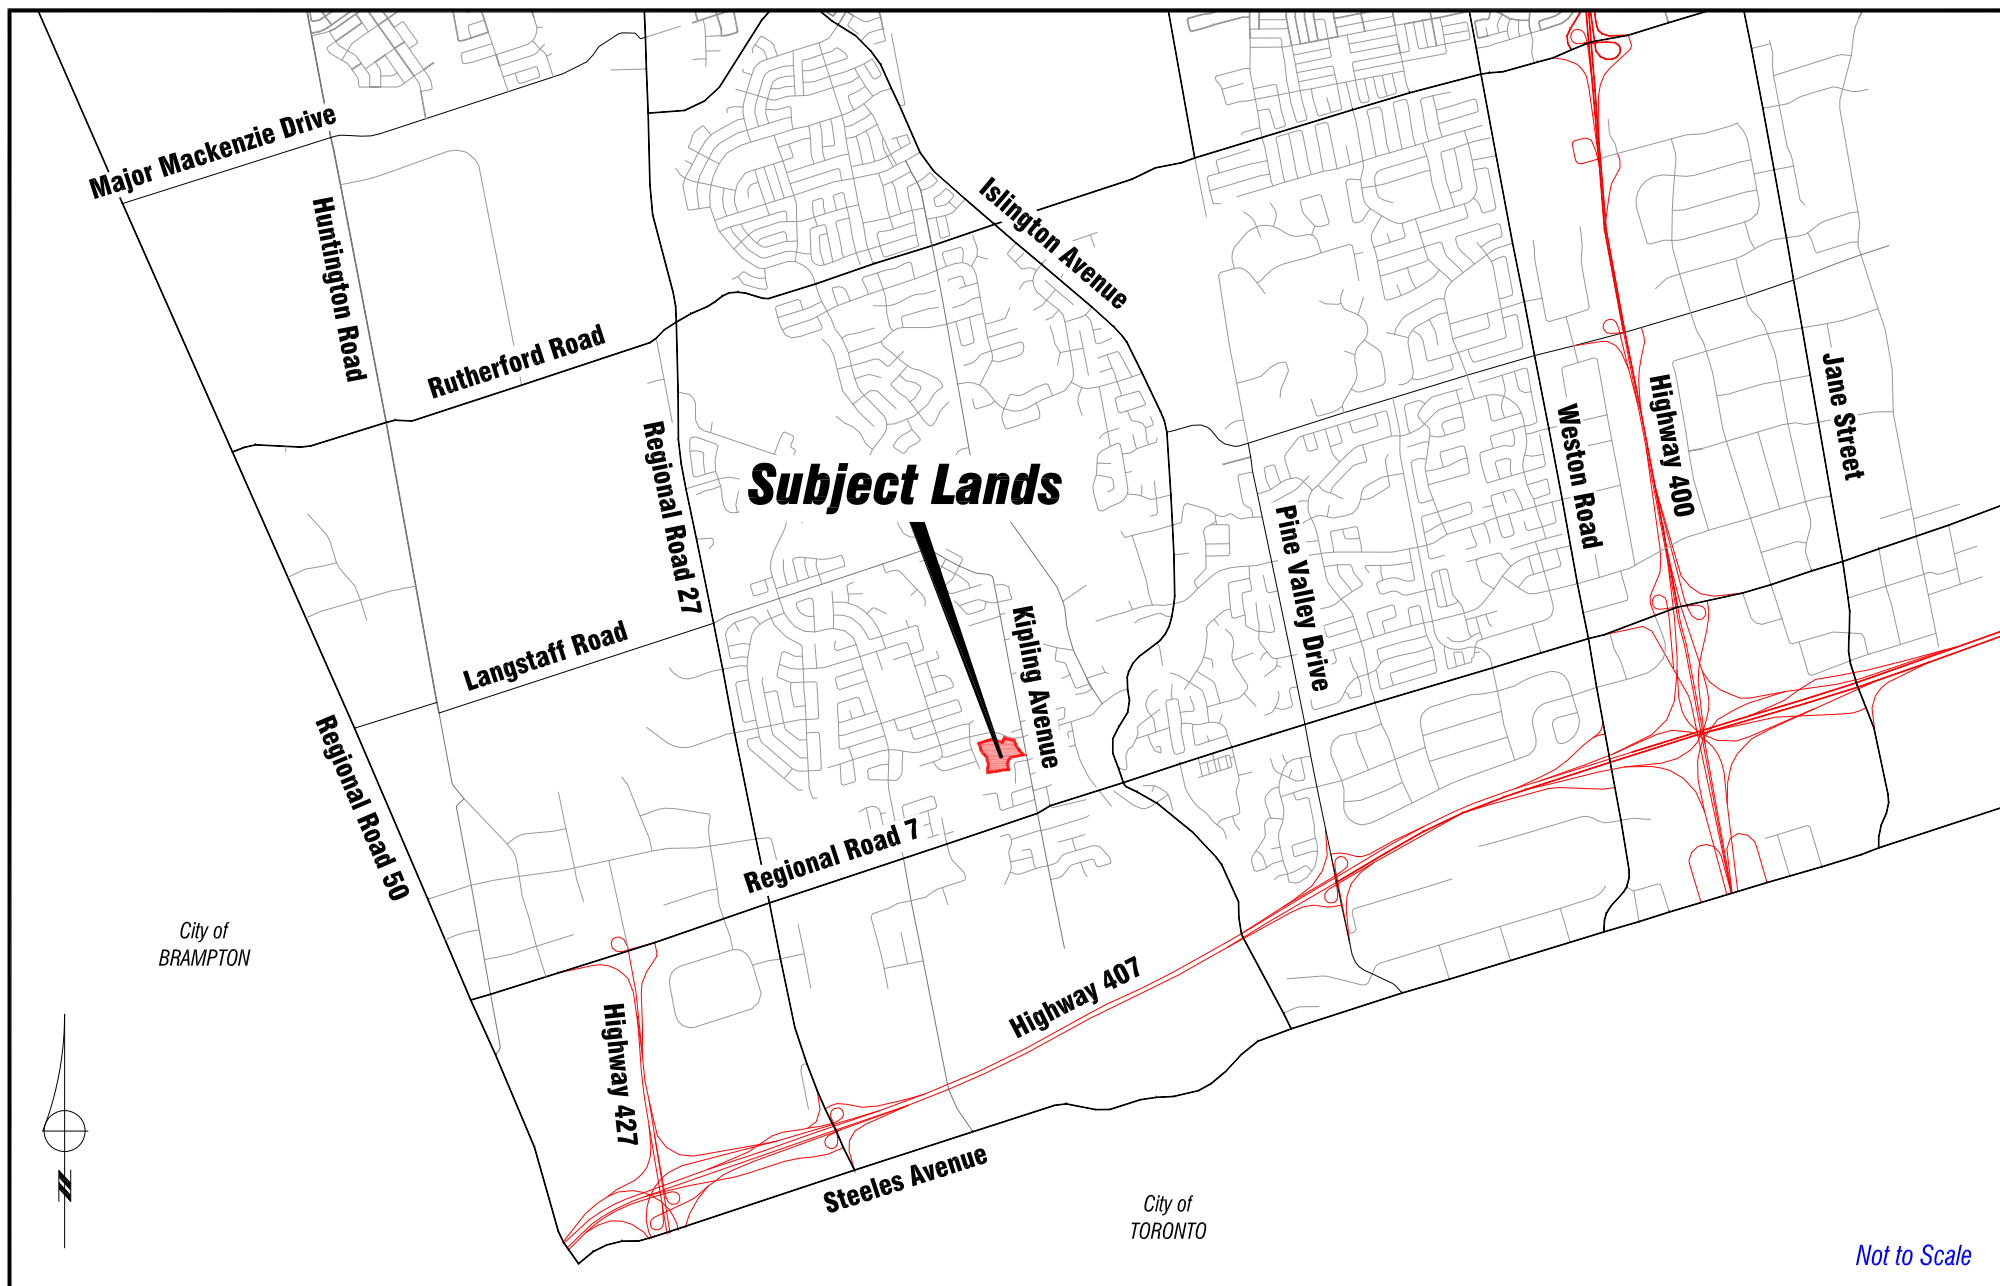 Major Mackenzie Drive
Huntington Road
Islington Avenue
Rutherford Road
Regional Road 27
Jane Street
Highway 400
Weston Road
Subject Lands
Pine Valley Drive
Langstaff Road
Kipling Avenue
Regional Road 50
Regional Road 7
City of
BRAMPTON
Highway 407
Highway 427
Steeles Avenue
City of
TORONTO
N
Not to Scale